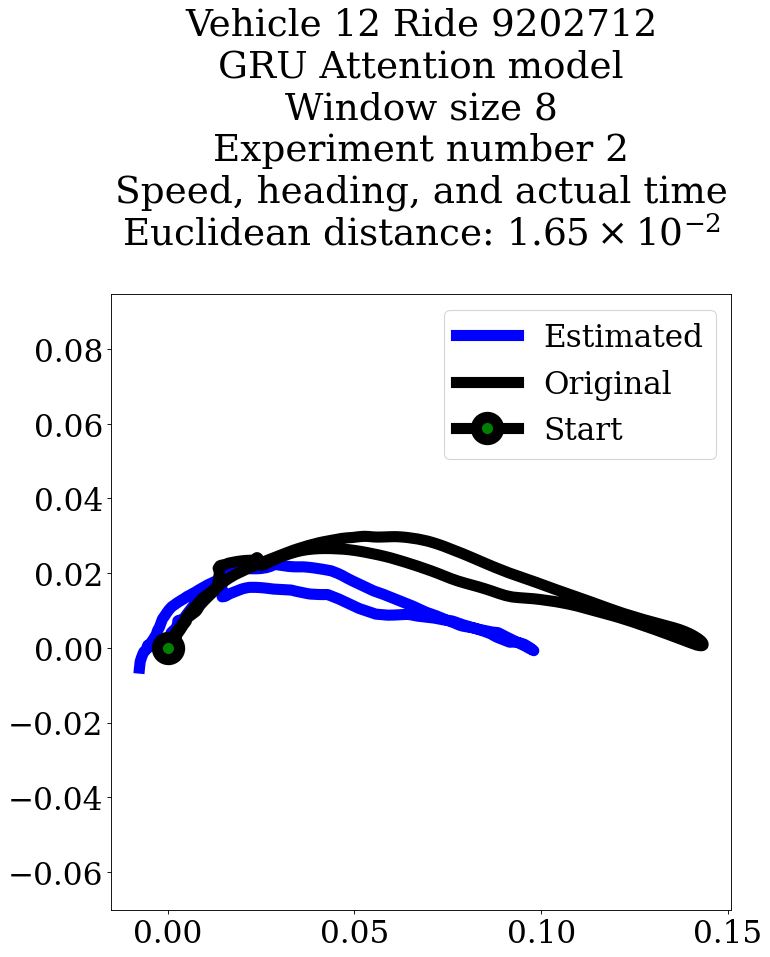 Vehicle 12 Ride 9202712
GRU Attention model
Window size 8
Experiment number 2
Speed, heading, and actual time
Euclidean distance: 1.65 × 10⁻²
Estimated
Original
Start
0.08
0.06
0.04
0.02
0.00
−0.02
−0.04
−0.06
0.00 0.05 0.10 0.15